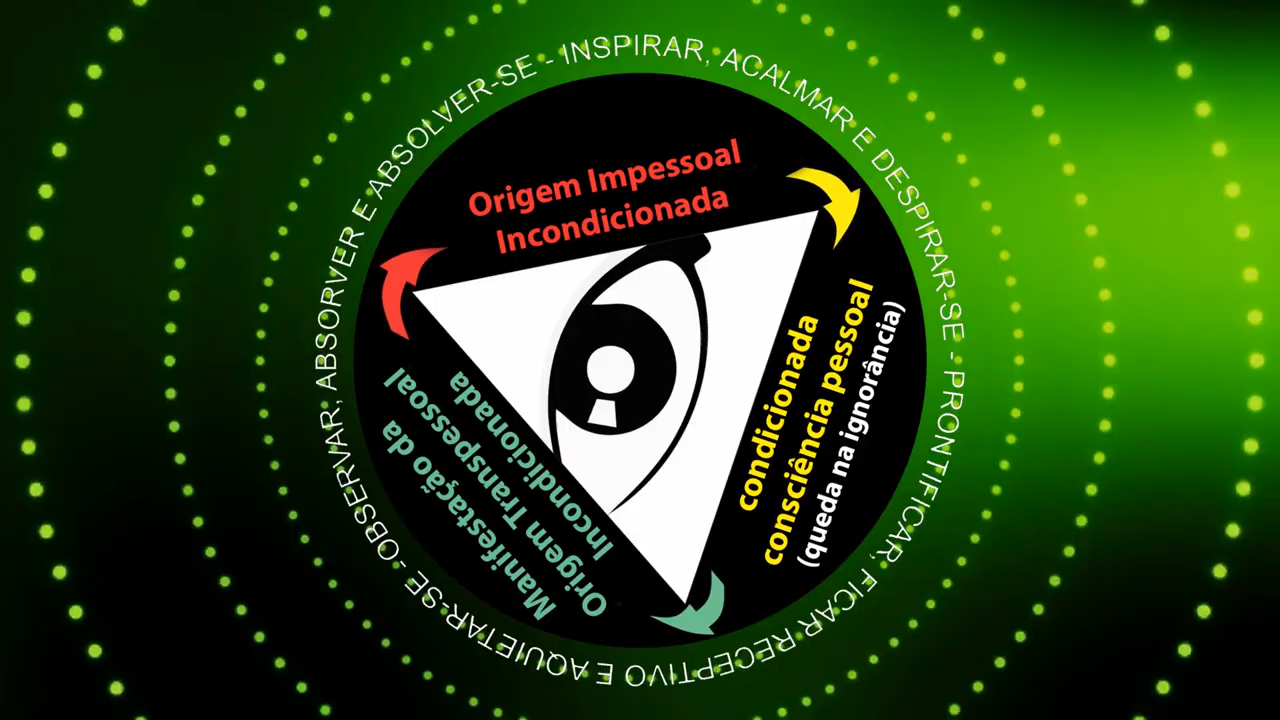 INSPIRAR, ACALMAR E DESPIRAR-SE - PRONTIFICAR, FICAR RECEPTIVO E AQUIETAR-SE - OBSERVAR, ABSORVER E ABSOLVER-SE -
Origem Impessoal
Incondicionada
condicionada
consciência pessoal
(queda na ignorância)
Manifestação da
Origem Transpessoal
Incondicionada